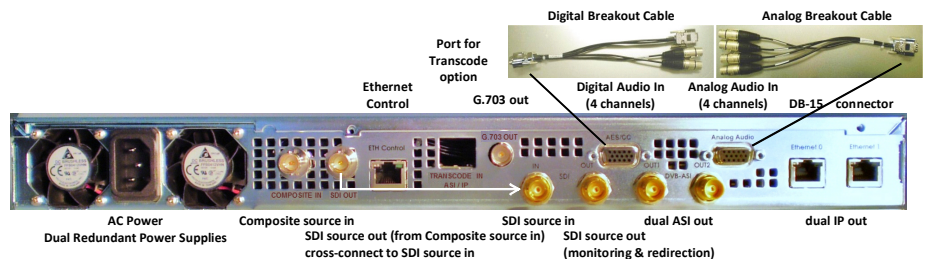 Digital Breakout Cable
Analog Breakout Cable
Port for
Transcode
option
Ethernet
Control
G.703 out
Digital Audio In
(4 channels)
Analog Audio In
(4 channels)
DB-15 connector
G.703 OUT
AES/CC
Analog Audio
ETH Control
IN
OUT
OUT1
OUT2
Ethernet 0
Ethernet 1
SDI
DVB-ASI
COMPOSITE IN
SDI OUT
TRANSCODE IN
ASI / IP
AC Power
Dual Redundant Power Supplies
Composite source in
SDI source out (from Composite source in)
cross-connect to SDI source in
SDI source in
SDI source out
(monitoring & redirection)
dual ASI out
dual IP out